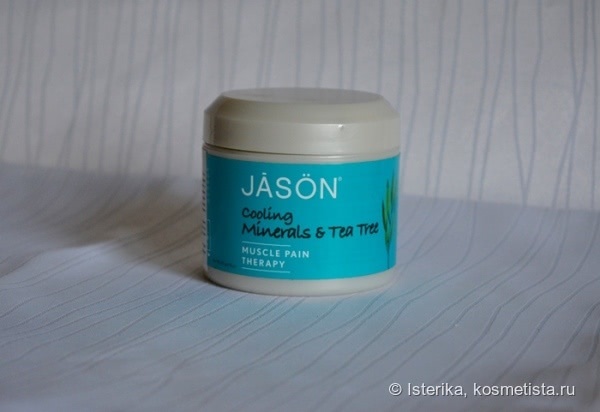 JĀSÖN®
Cooling
Minerals & Tea Tree
MUSCLE PAIN
THERAPY
© Isterika, kosmetista.ru